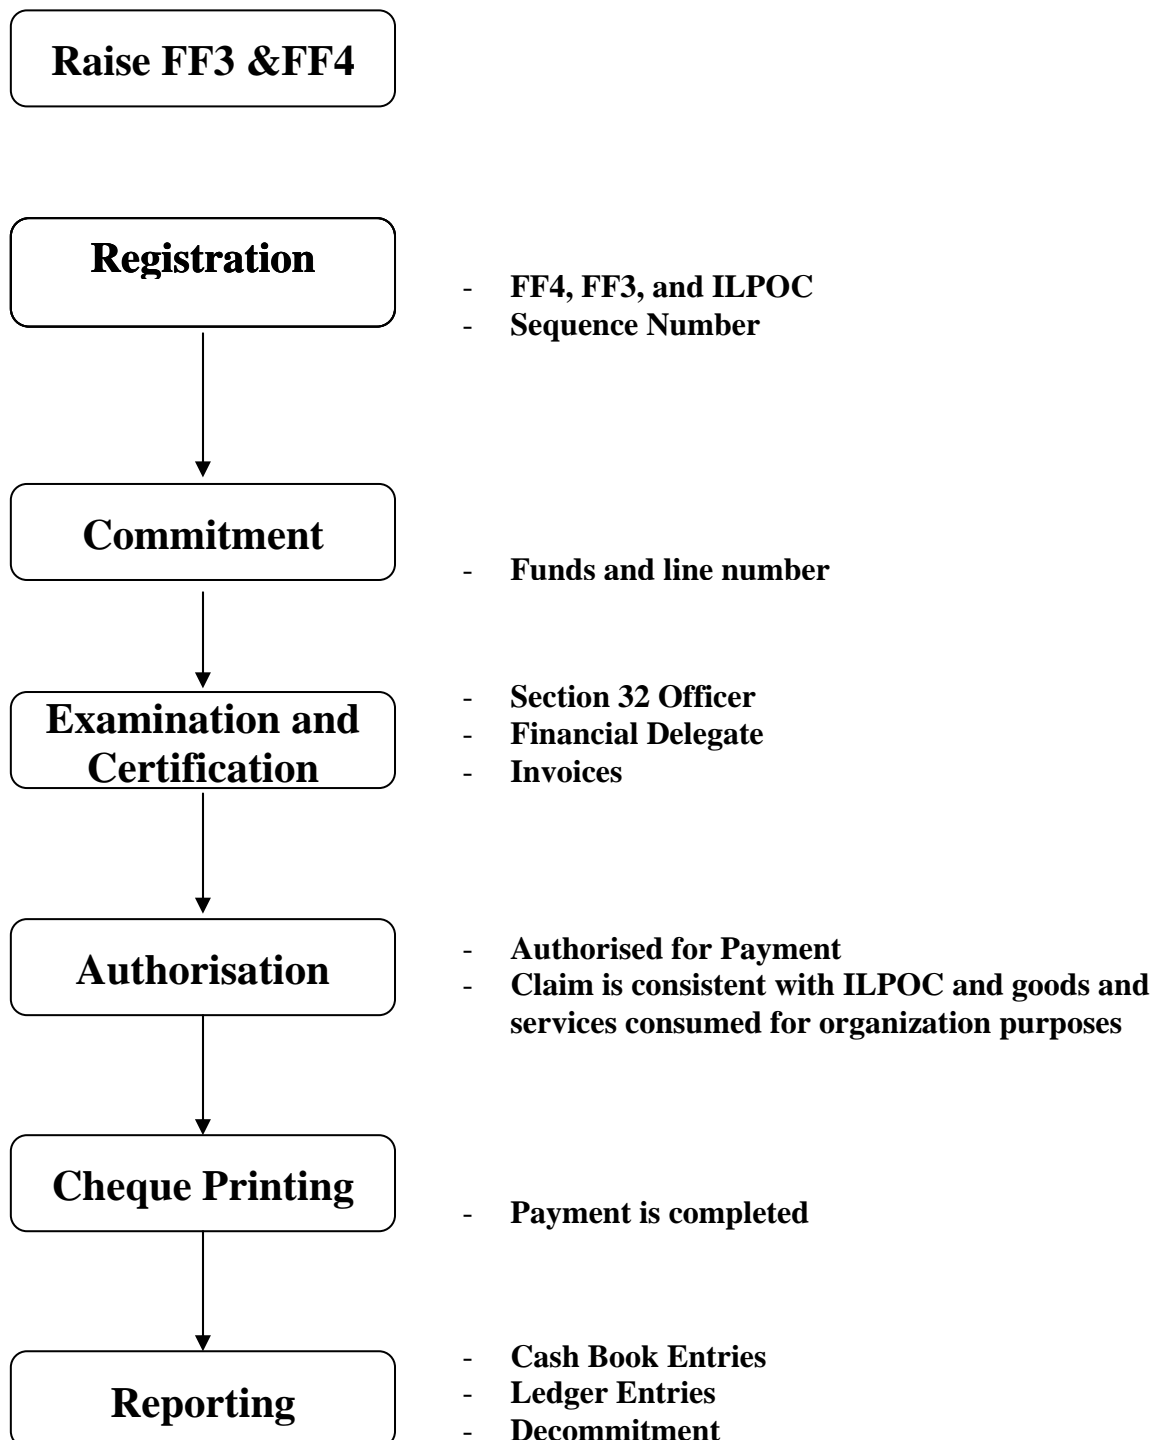 Raise FF3 &FF4
Registration
- FF4, FF3, and ILPOC
- Sequence Number
Commitment
- Funds and line number
Examination and
Certification
- Section 32 Officer
- Financial Delegate
- Invoices
Authorisation
- Authorised for Payment
- Claim is consistent with ILPOC and goods and
services consumed for organization purposes
Cheque Printing
- Payment is completed
Reporting
- Cash Book Entries
- Ledger Entries
- Decommitment